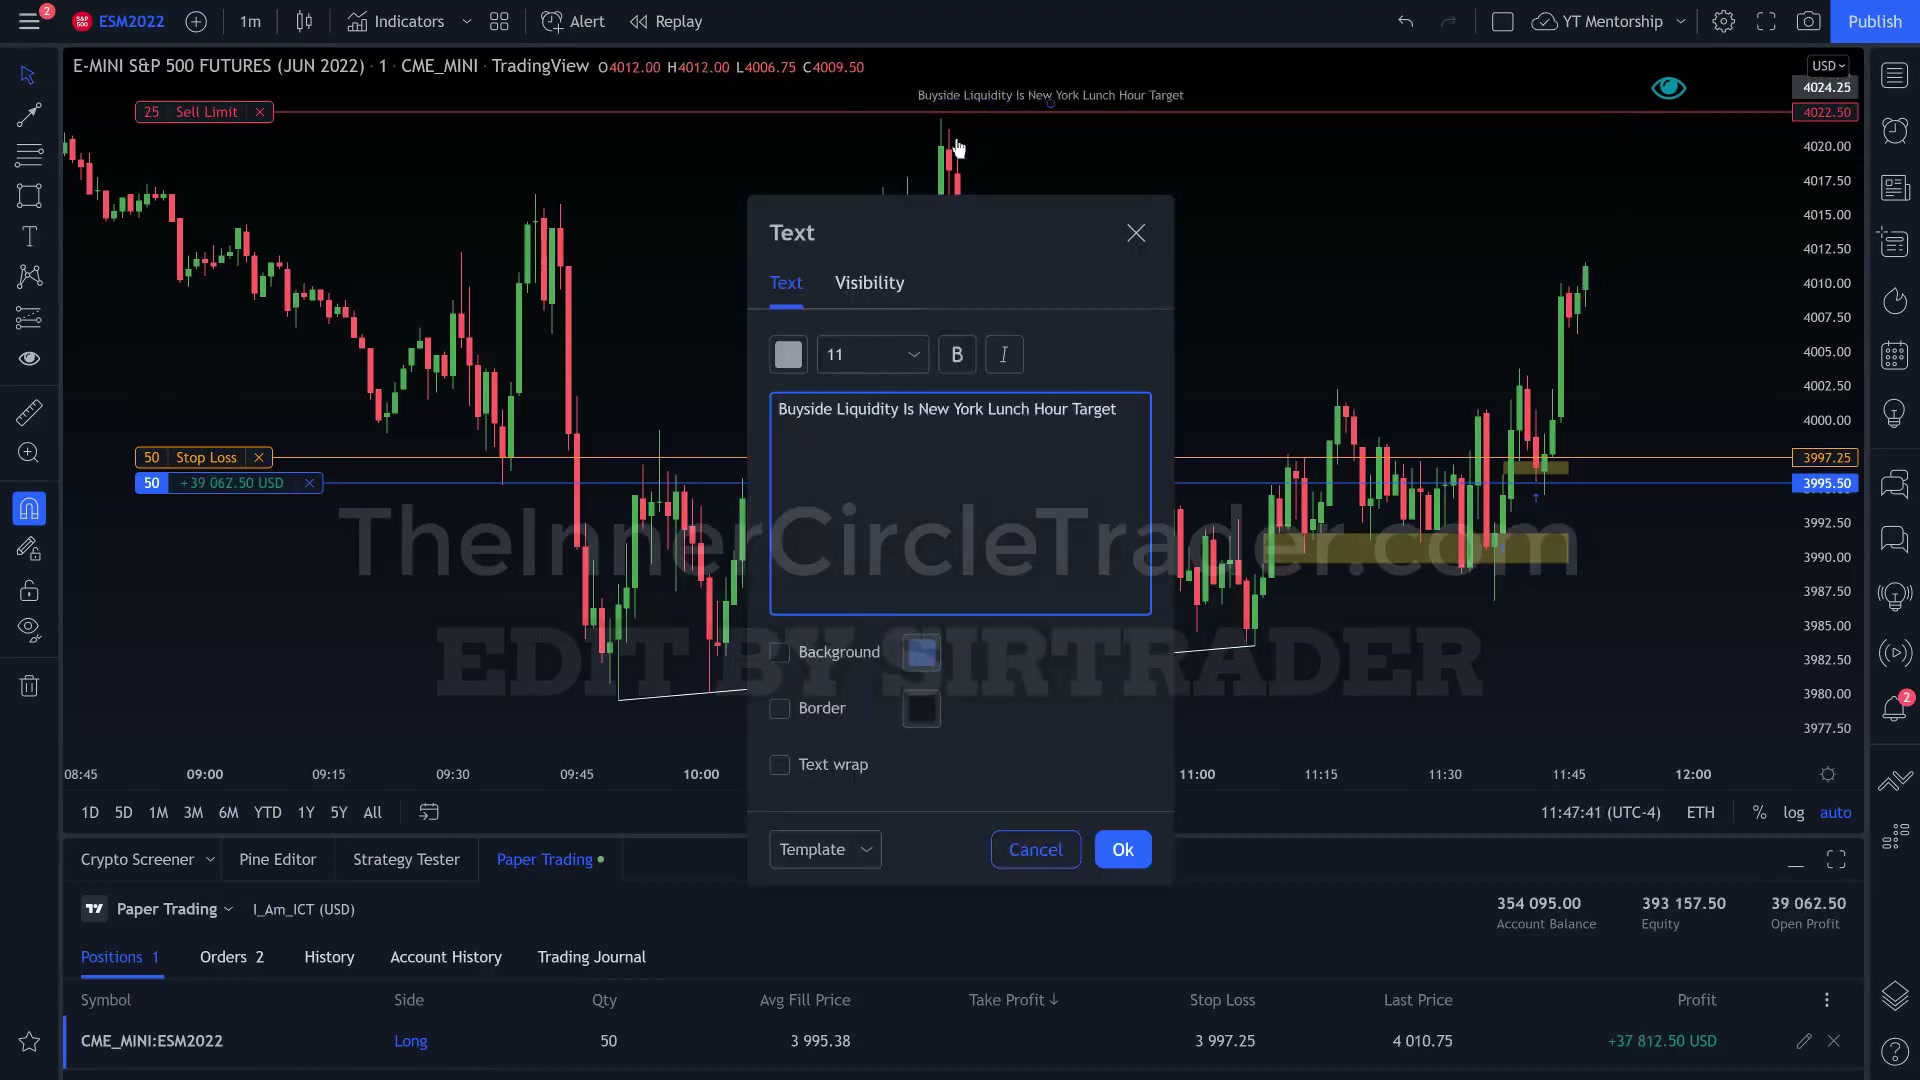 2
S&P 500 ESM2022 1m Indicators Alert Replay YT Mentorship Publish
E-MINI S&P 500 FUTURES (JUN 2022) · 1 · CME_MINI · TradingView O4012.00 H4012.00 L4006.75 C4009.50
USD
Buyside Liquidity Is New York Lunch Hour Target
4024.25
25 Sell Limit
4022.50
4020.00
4017.50
4015.00
4012.50
4010.00
4007.50
4005.00
4002.50
4000.00
50 Stop Loss
3997.25
50 +39 062.50 USD
3995.50
3992.50
3990.00
3987.50
3985.00
3982.50
3980.00
3977.50
Text
Text Visibility
11 B I
Buyside Liquidity Is New York Lunch Hour Target
TheInnerCircleTrader.com
EDIT BY SIRTRADER
Background
Border
Text wrap
Template Cancel Ok
08:45 09:00 09:15 09:30 09:45 10:00 11:00 11:15 11:30 11:45 12:00
1D 5D 1M 3M 6M YTD 1Y 5Y All 11:47:41 (UTC-4) ETH % log auto
2
Crypto Screener Pine Editor Strategy Tester Paper Trading
Paper Trading I_Am_ICT (USD)
354 095.00 393 157.50 39 062.50
Account Balance Equity Open Profit
Positions 1 Orders 2 History Account History Trading Journal
Symbol Side Qty Avg Fill Price Take Profit ↓ Stop Loss Last Price Profit
CME_MINI:ESM2022 Long 50 3 995.38 3 997.25 4 010.75 +37 812.50 USD